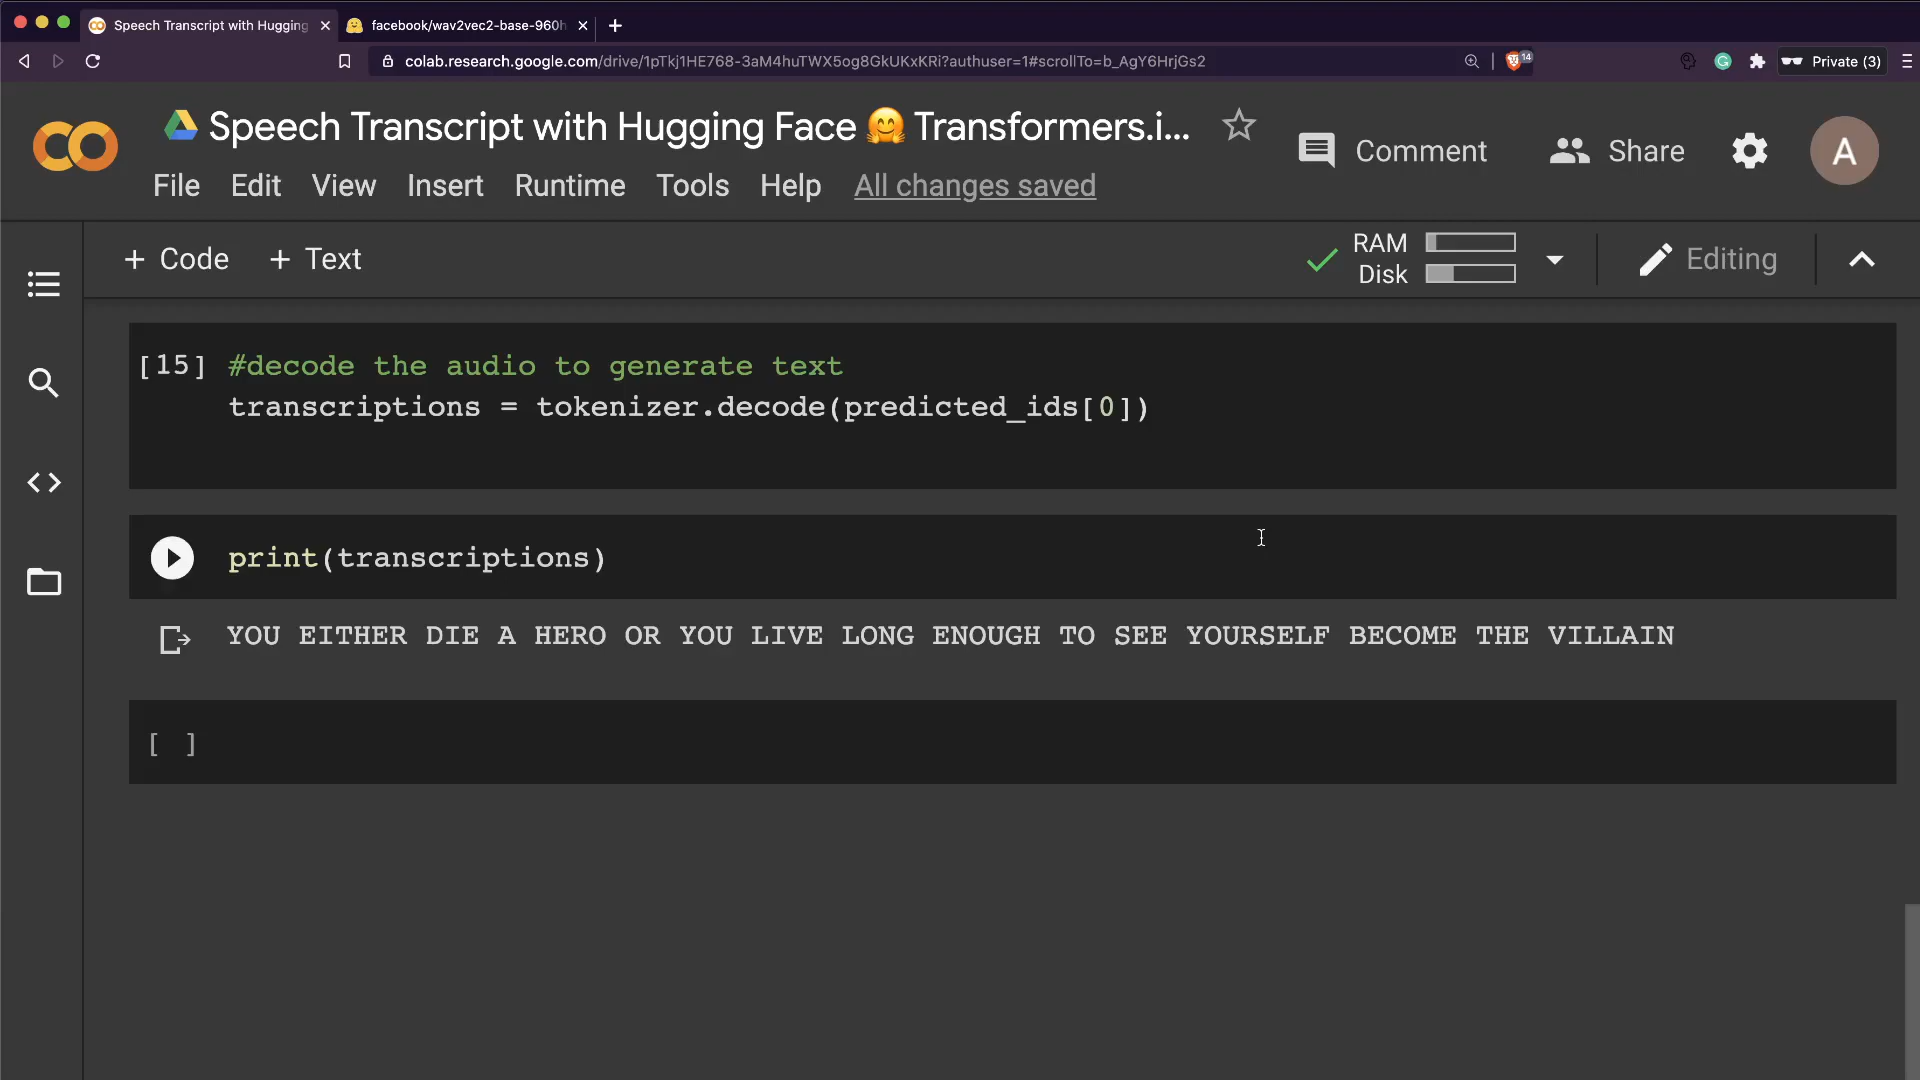 Speech Transcript with Hugging
facebook/wav2vec2-base-960h
colab.research.google.com/drive/1pTkj1HE768-3aM4huTWX5og8GkUKxKRi?authuser=1#scrollTo=b_AgY6HrjGs2
14
Private (3)
Speech Transcript with Hugging Face 🤗 Transformers.i...
Comment
Share
A
File Edit View Insert Runtime Tools Help All changes saved
+ Code + Text
RAM
Disk
Editing
[15] #decode the audio to generate text
transcriptions = tokenizer.decode(predicted_ids[0])
print(transcriptions)
YOU EITHER DIE A HERO OR YOU LIVE LONG ENOUGH TO SEE YOURSELF BECOME THE VILLAIN
[ ]